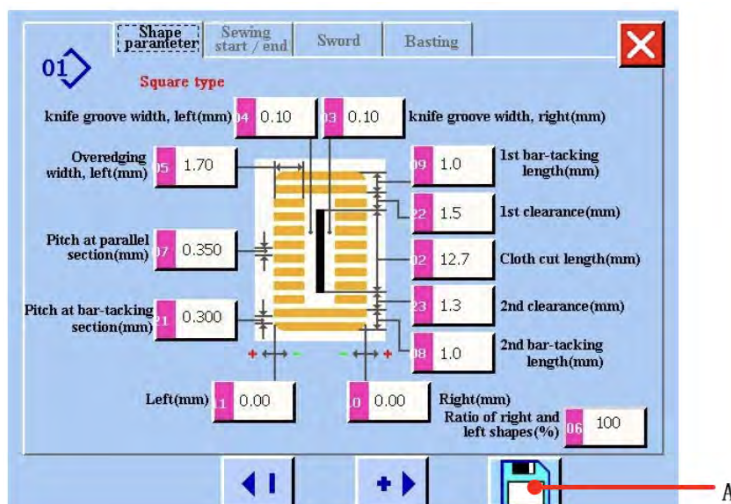 Shape parameter
Sewing start / end
Sword
Basting
01
Square type
knife groove width, left(mm)
04 0.10
03 0.10
knife groove width, right(mm)
Overedging
width, left(mm)
05 1.70
09 1.0
1st bar-tacking
length(mm)
22 1.5
1st clearance(mm)
Pitch at parallel
section(mm)
07 0.350
02 12.7
Cloth cut length(mm)
Pitch at bar-tacking
section(mm)
21 0.300
23 1.3
2nd clearance(mm)
08 1.0
2nd bar-tacking
length(mm)
+ - - +
Left(mm)
11 0.00
10 0.00
Right(mm)
Ratio of right and
left shapes(%)
06 100
A